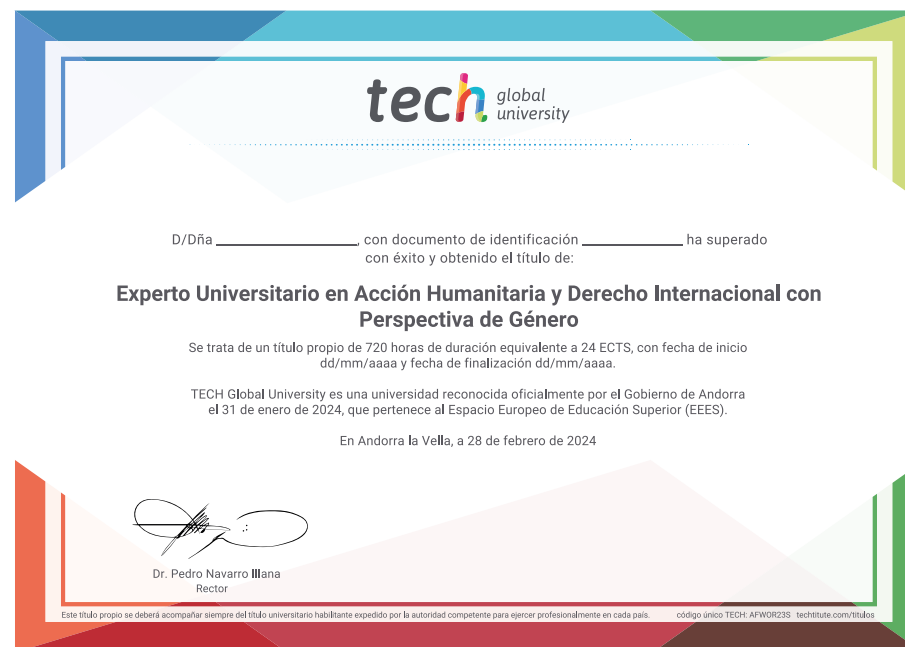 tech global university
D/Dña ____________________, con documento de identificación ______________ ha superado
con éxito y obtenido el título de:
Experto Universitario en Acción Humanitaria y Derecho Internacional con
Perspectiva de Género
Se trata de un título propio de 720 horas de duración equivalente a 24 ECTS, con fecha de inicio
dd/mm/aaaa y fecha de finalización dd/mm/aaaa.
TECH Global University es una universidad reconocida oficialmente por el Gobierno de Andorra
el 31 de enero de 2024, que pertenece al Espacio Europeo de Educación Superior (EEES).
En Andorra la Vella, a 28 de febrero de 2024
Dr. Pedro Navarro Illana
Rector
Este título propio se deberá acompañar siempre del título universitario habilitante expedido por la autoridad competente para ejercer profesionalmente en cada país. código único TECH: AFWOR23S techtitute.com/titulos